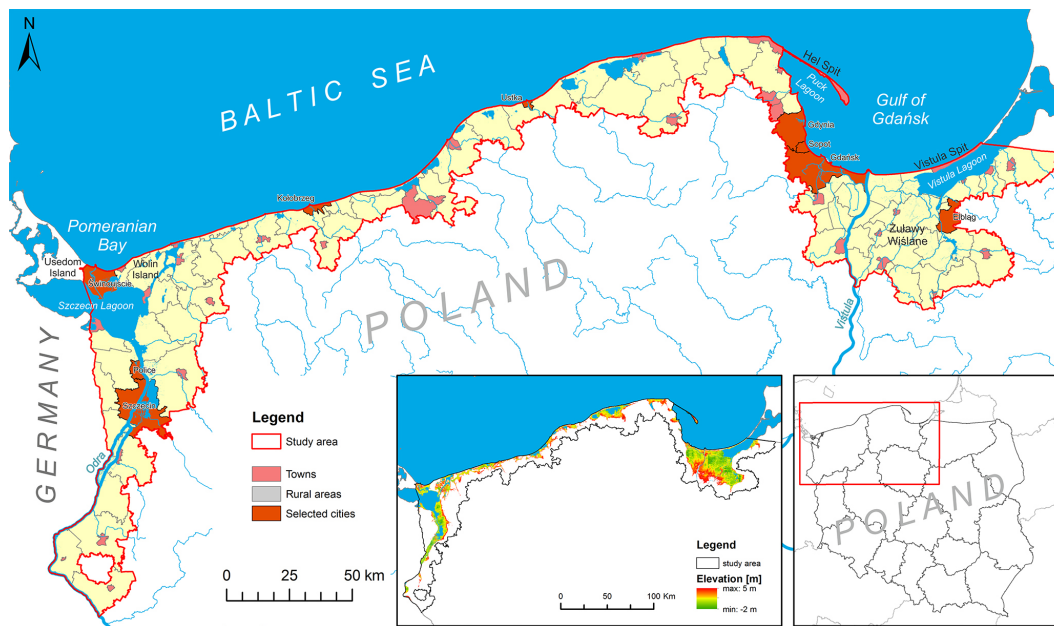 N
BALTIC SEA
Hel Spit
Puck
Lagoon
Gulf of
Gdańsk
Ustka
Gdynia
Sopot
Gdańsk
Vistula Spit
Vistula Lagoon
Kołobrzeg
Elbląg
Żuławy
Wiślane
Pomeranian
Bay
Usedom
Island
Wolin
Island
Świnoujście
Szczecin Lagoon
POLAND
Vistula
GERMANY
Police
Szczecin
Odra
Legend
Study area
Towns
Rural areas
Selected cities
0 25 50 km
Legend
study area
Elevation [m]
max: 5 m
min: -2 m
0 50 100 Km
POLAND